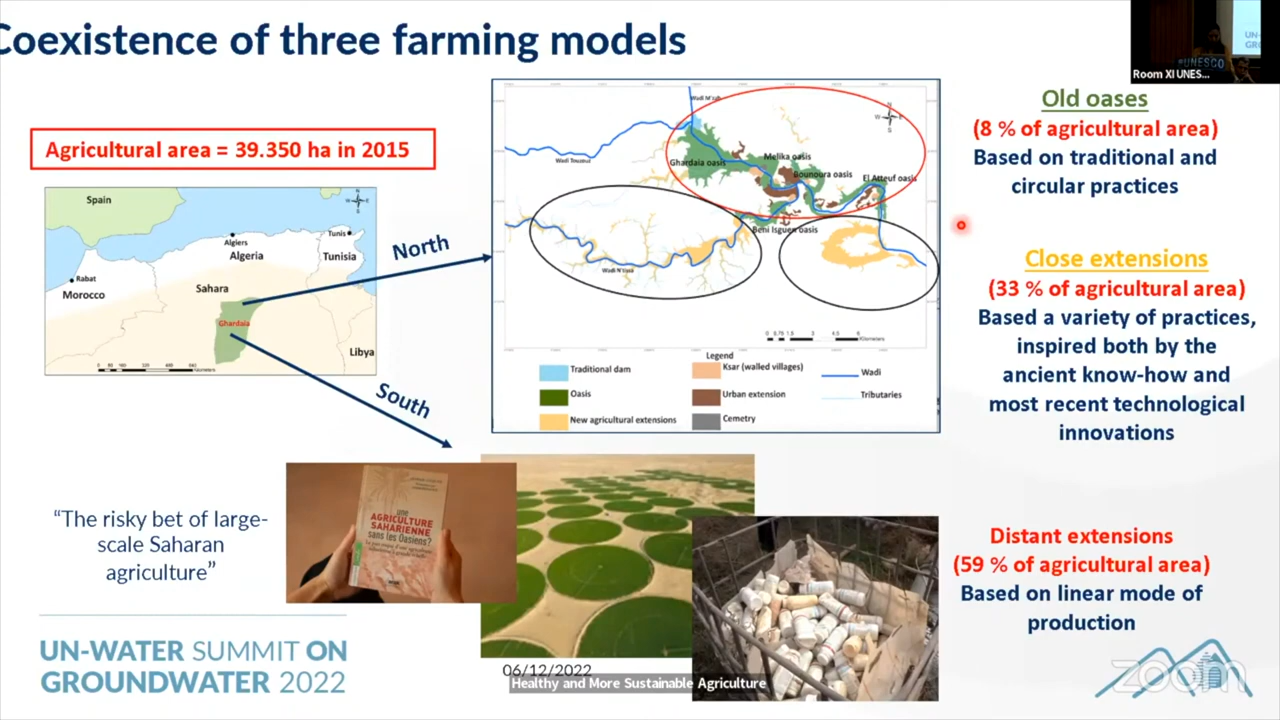 Coexistence of three farming models
Room XI UNES...
#UNESCO
Agricultural area = 39.350 ha in 2015
Spain
Algiers
Tunis
Algeria
Tunisia
Rabat
Morocco
Sahara
Ghardaia
Libya
North
South
Wadi Touzouz
Ghardaia oasis
Melika oasis
Bounoura oasis
El Atteuf oasis
Beni Isguen oasis
Wadi N'tissa
Kilometers
Legend
Traditional dam
Ksar (walled villages)
Wadi
Oasis
Urban extension
Tributaries
New agricultural extensions
Cemetry
Old oases
(8 % of agricultural area)
Based on traditional and
circular practices
Close extensions
(33 % of agricultural area)
Based a variety of practices,
inspired both by the
ancient know-how and
most recent technological
innovations
Distant extensions
(59 % of agricultural area)
Based on linear mode of
production
“The risky bet of large-
scale Saharan
agriculture”
une
AGRICULTURE
SAHARIENNE
sans les Oasiens?
UN-WATER SUMMIT ON
GROUNDWATER 2022
06/12/2022
Healthy and More Sustainable Agriculture
zoom